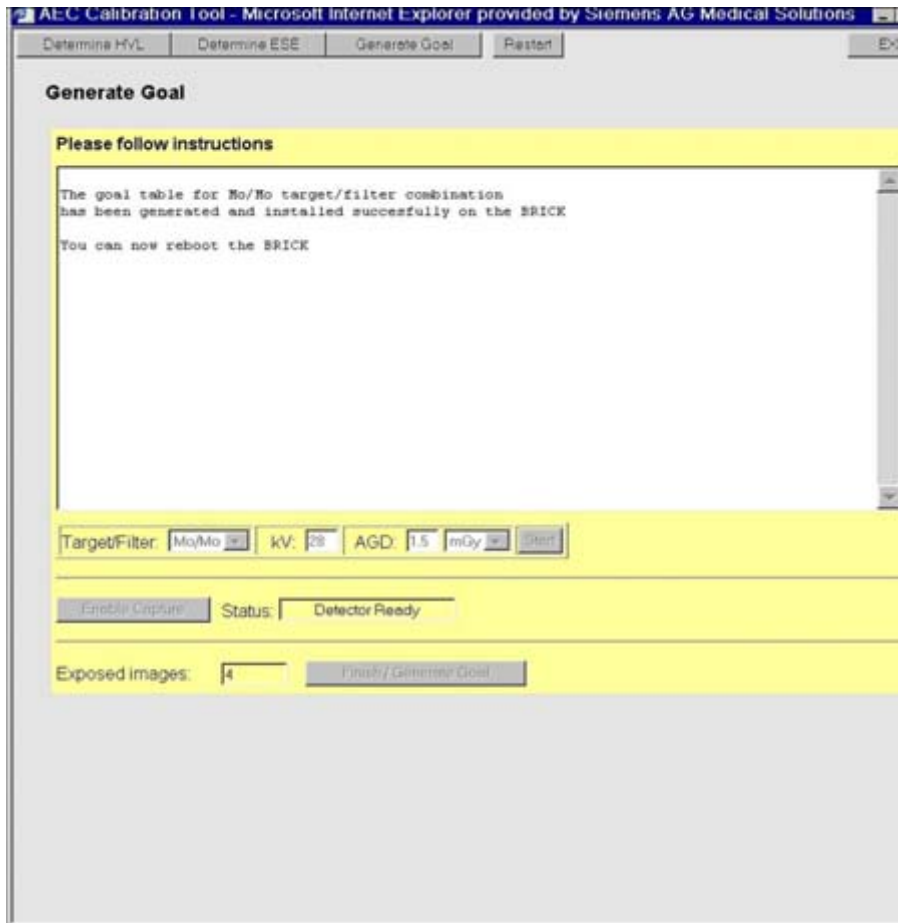 AEC Calibration Tool - Microsoft Internet Explorer provided by Siemens AG Medical Solutions
Determine HVL Determine ESE Generate Goal Restart
Generate Goal
Please follow instructions
The goal table for Mo/Mo target/filter combination
has been generated and installed succesfully on the BRICK
You can now reboot the BRICK
Target/Filter: Mo/Mo kV: 28 AGD: 1.5 mGy Start
Enable Capture Status: Detector Ready
Exposed images: 4 Finish / Generate Goal